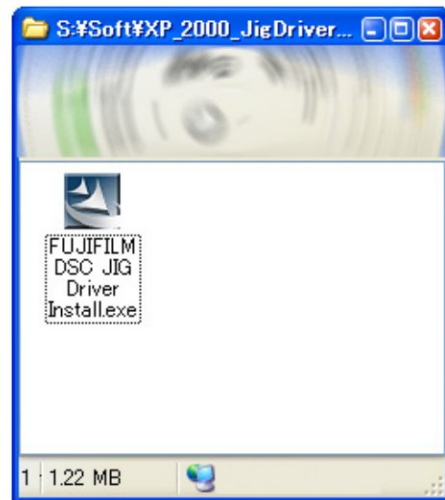 S:¥Soft¥XP_2000_JigDriver...
FUJIFILM
DSC JIG
Driver
Install.exe
1
1.22 MB